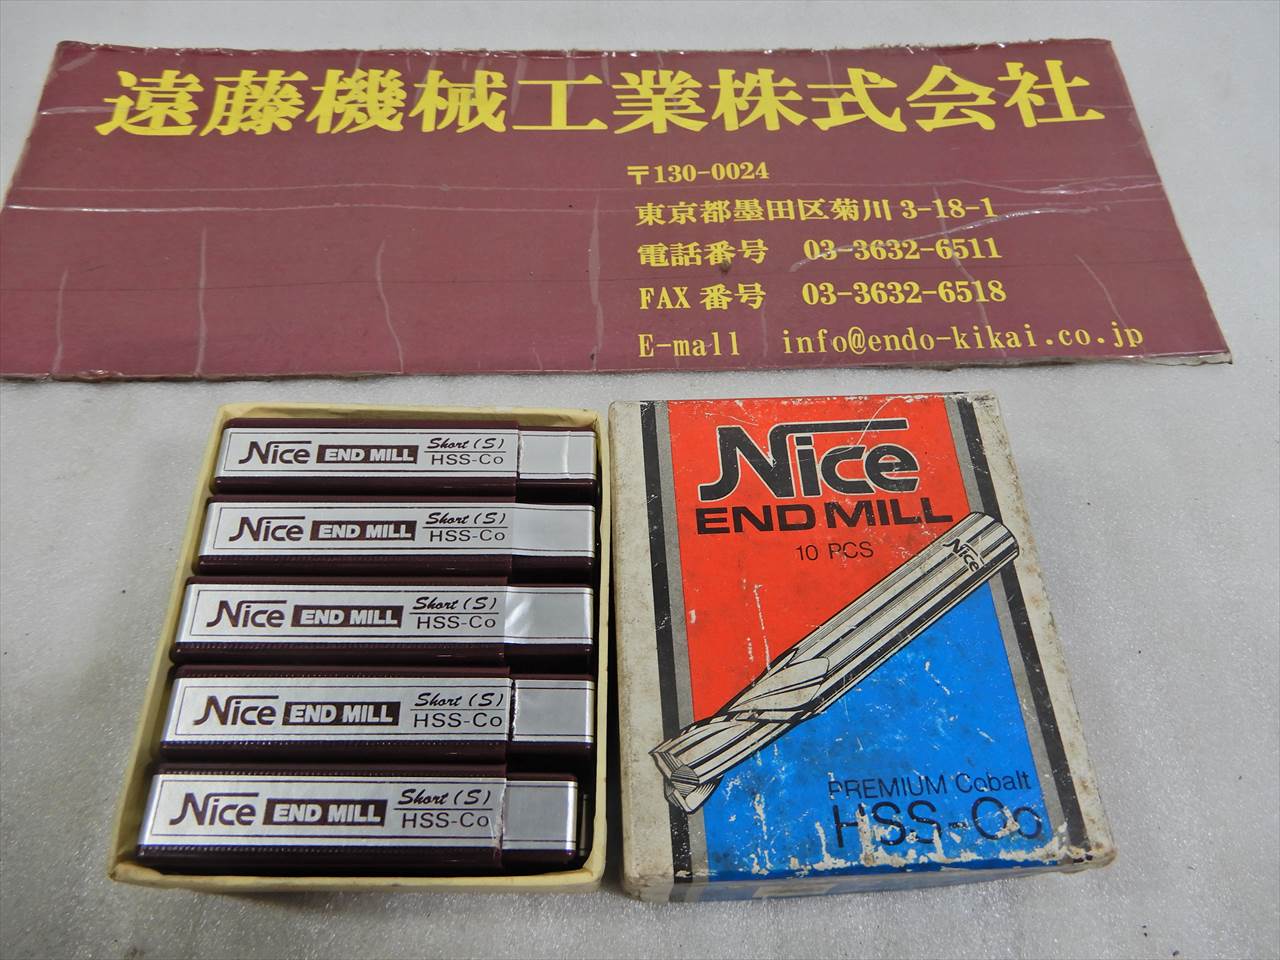 遠藤機械工業株式会社
〒130-0024
東京都墨田区菊川 3-18-1
電話番号 03-3632-6511
FAX 番号 03-3632-6518
E-mall info@endo-kikai.co.jp
Nice END MILL Short (S) HSS-Co
Nice END MILL Short (S) HSS-Co
Nice END MILL Short (S) HSS-Co
Nice END MILL Short (S) HSS-Co
Nice END MILL Short (S) HSS-Co
Nice
END MILL
10 PCS
Nice
PREMIUM Cobalt
HSS-Co